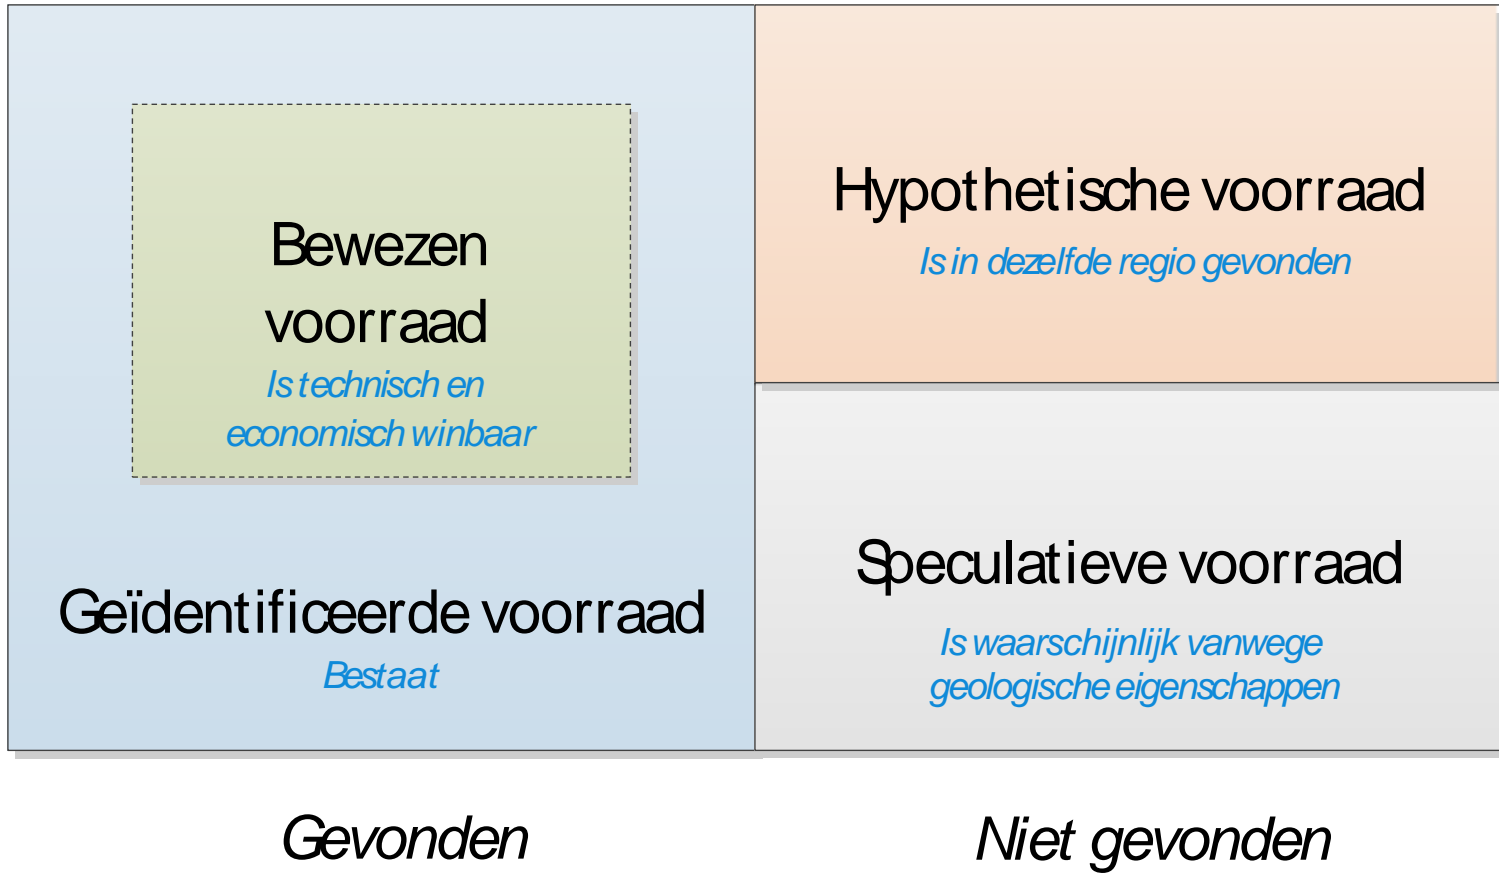 Bewezen
voorraad
Is technisch en
economisch winbaar
Geïdentificeerde voorraad
Bestaat
Hypothetische voorraad
Is in dezelfde regio gevonden
Speculatieve voorraad
Is waarschijnlijk vanwege
geologische eigenschappen
Gevonden
Niet gevonden